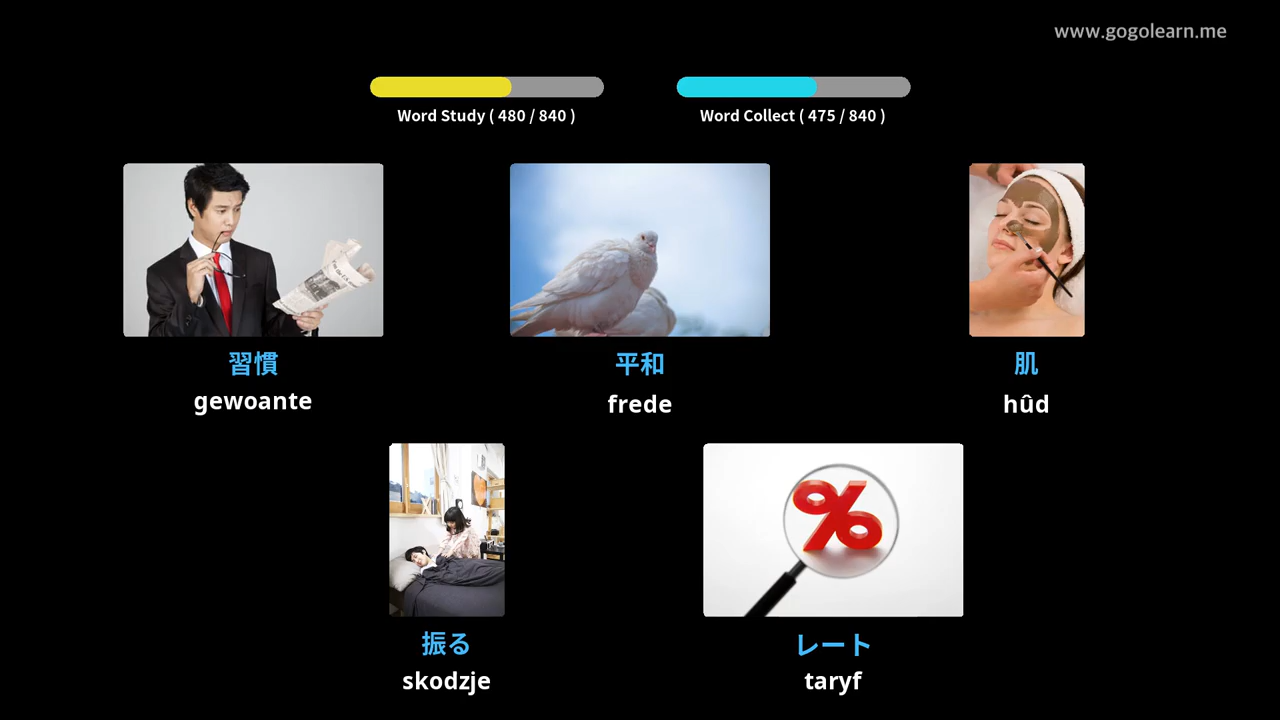 www.gogolearn.me
Word Study ( 480 / 840 )
Word Collect ( 475 / 840 )
習慣
gewoante
平和
frede
肌
hûd
振る
skodzje
レート
taryf